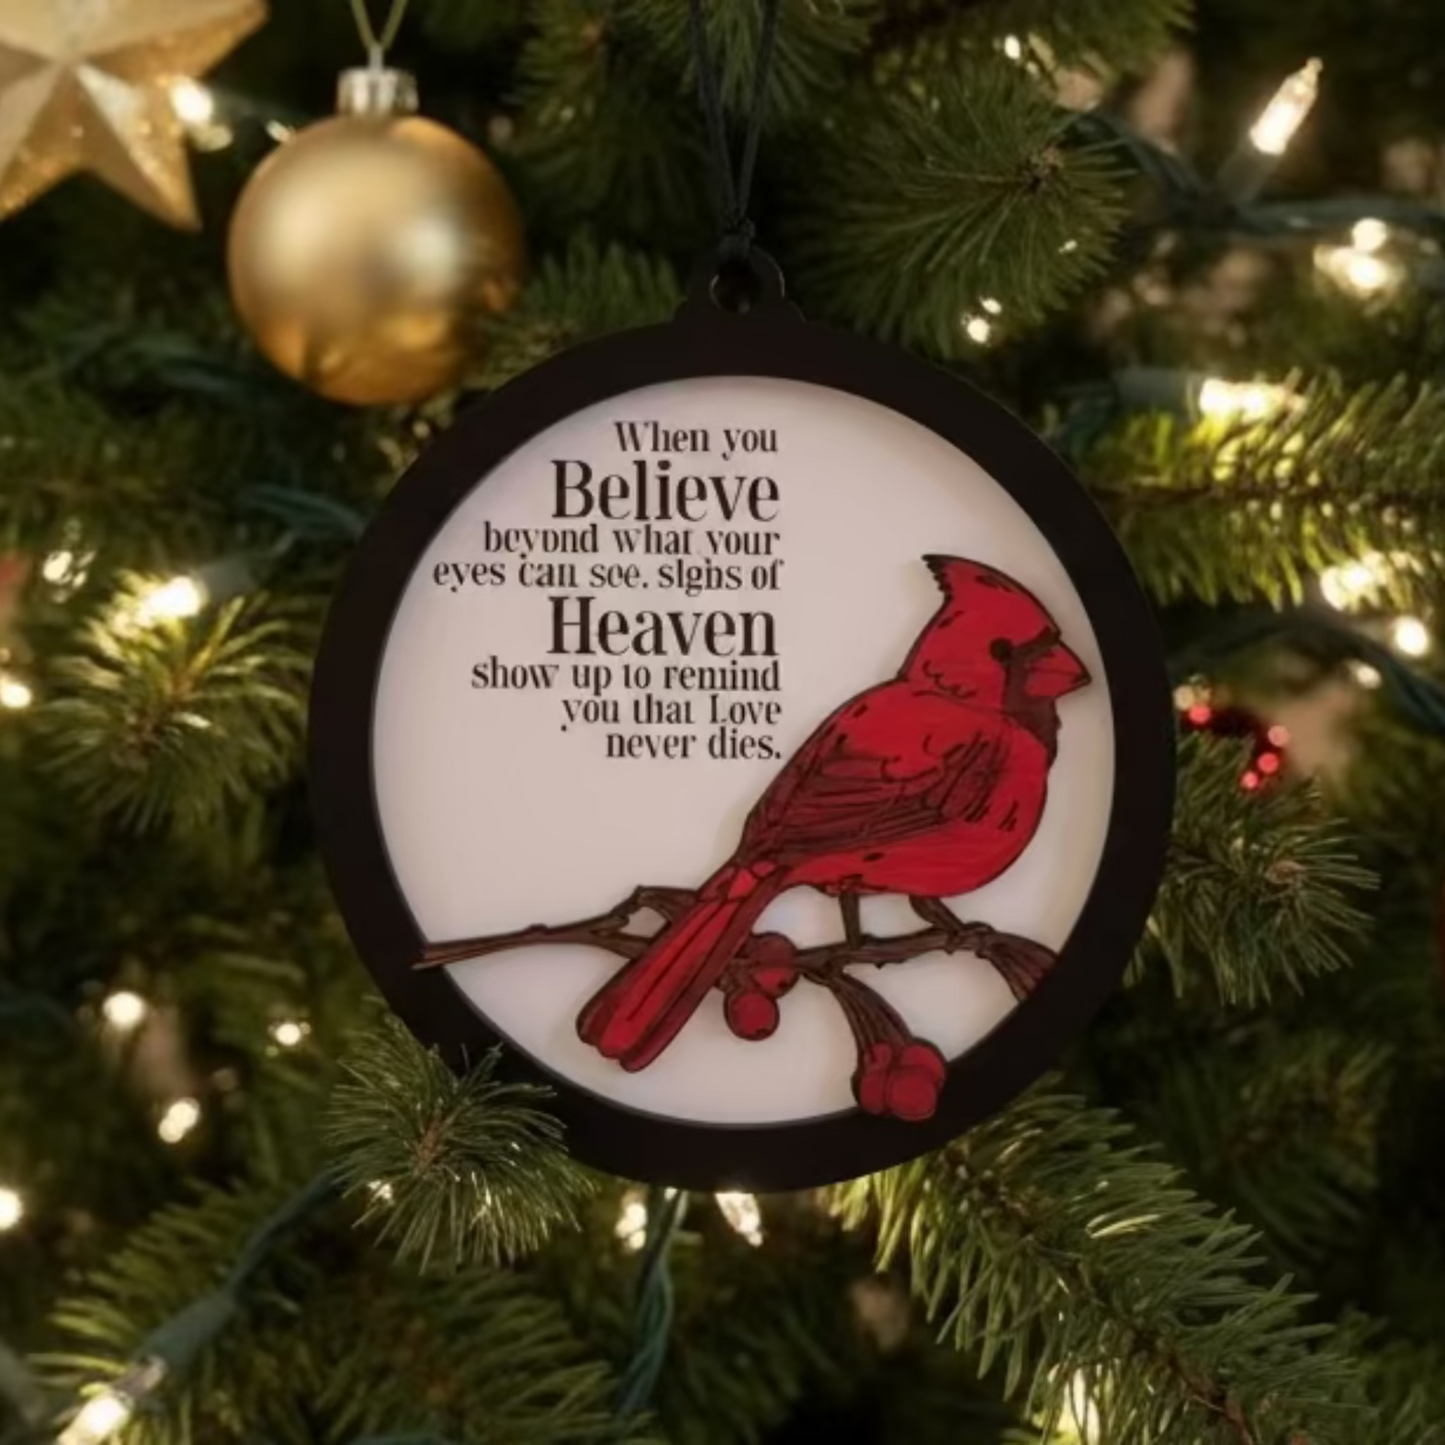 When you
Believe
beyond what your
eyes can see. signs of
Heaven
show up to remind
you that Love
never dies.